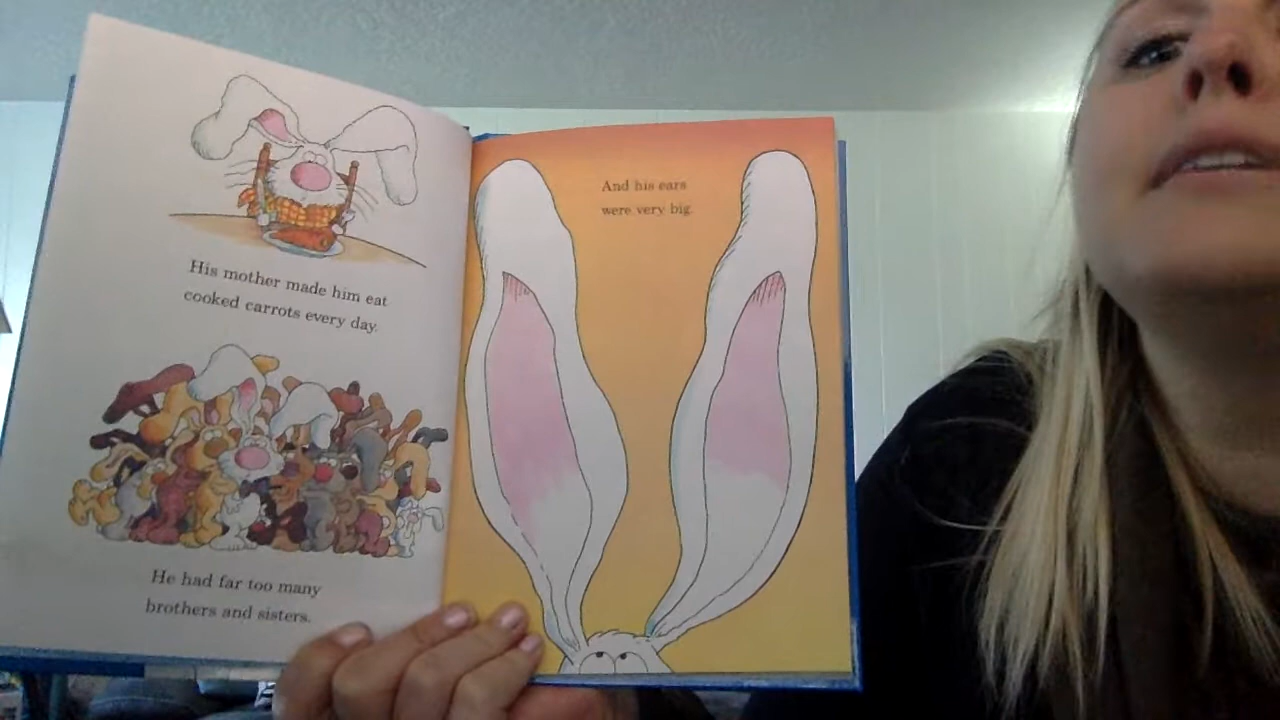 His mother made him eat
cooked carrots every day.
He had far too many
brothers and sisters.
And his ears
were very big.